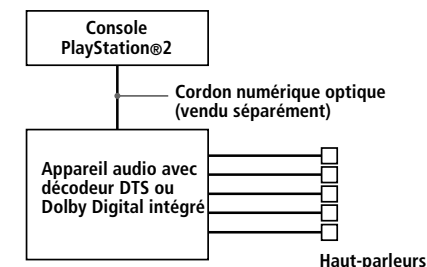 Console
PlayStation®2
Cordon numérique optique
(vendu séparément)
Appareil audio avec
décodeur DTS ou
Dolby Digital intégré
Haut-parleurs